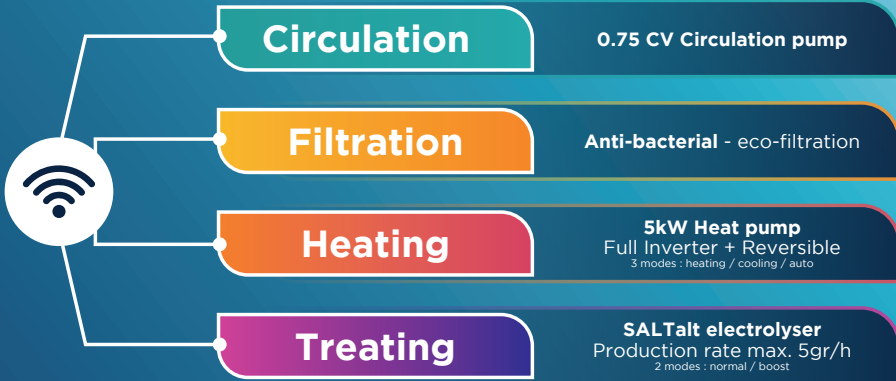 Circulation
0.75 CV Circulation pump
Filtration
Anti-bacterial - eco-filtration
Heating
5kW Heat pump
Full Inverter + Reversible
3 modes : heating / cooling / auto
Treating
SALTalt electrolyser
Production rate max. 5gr/h
2 modes : normal / boost